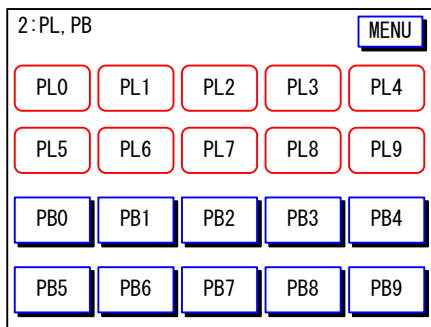 2:PL, PB MENU
PL0 PL1 PL2 PL3 PL4
PL5 PL6 PL7 PL8 PL9
PB0 PB1 PB2 PB3 PB4
PB5 PB6 PB7 PB8 PB9